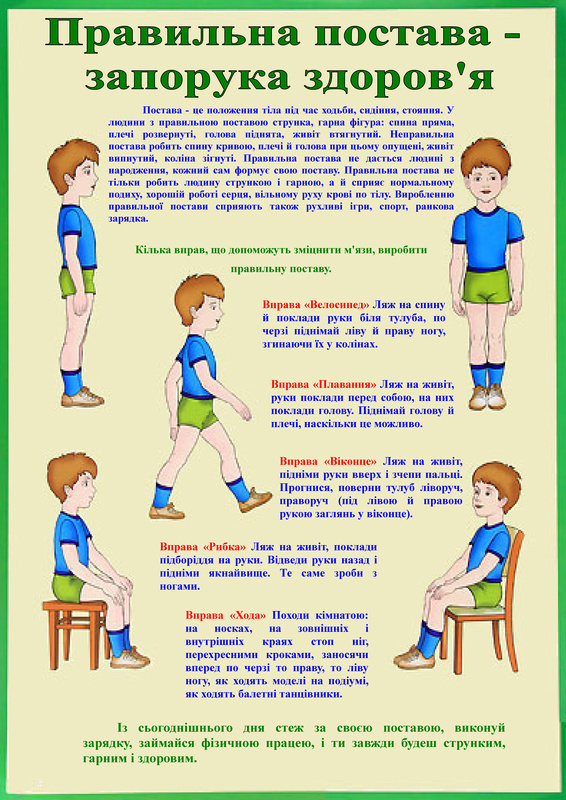 Правильна постава -
запорука здоров'я
Постава - це положення тіла під час ходьби, сидіння, стояння. У
людини з правильною поставою струнка, гарна фігура: спина пряма,
плечі розвернуті, голова піднята, живіт втягнутий. Неправильна
постава робить спину кривою, плечі й голова при цьому опущені, живіт
випнутий, коліна зігнуті. Правильна постава не дається людині з
народження, кожний сам формує свою поставу. Правильна постава не
тільки робить людину стрункою і гарною, а й сприяє нормальному
подиху, хорошій роботі серця, вільному руху крові по тілу. Виробленню
правильної постави сприяють також рухливі ігри, спорт, ранкова
зарядка.
Кілька вправ, що допоможуть зміцнити м'язи, виробити
правильну поставу.
Вправа «Велосипед» Ляж на спину
й поклади руки біля тулуба, по
черзі піднімай ліву й праву ногу,
згинаючи їх у колінах.
Вправа «Плавання» Ляж на живіт,
руки поклади перед собою, на них
поклади голову. Піднімай голову й
плечі, наскільки це можливо.
Вправа «Віконце» Ляж на живіт,
підніми руки вверх і зчепи пальці.
Прогнися, поверни тулуб ліворуч,
праворуч (під лівою й правою
рукою заглянь у віконце).
Вправа «Рибка» Ляж на живіт, поклади
підборіддя на руки. Відведи руки назад і
підніми якнайвище. Те саме зроби з
ногами.
Вправа «Хода» Походи кімнатою:
на носках, на зовнішніх і
внутрішніх краях стоп ніг,
перехресними кроками, заносячи
вперед по черзі то праву, то ліву
ногу, як ходять моделі на подіумі,
як ходять балетні танцівники.
Із сьогоднішнього дня стеж за своєю поставою, виконуй
зарядку, займайся фізичною працею, і ти завжди будеш струнким,
гарним і здоровим.